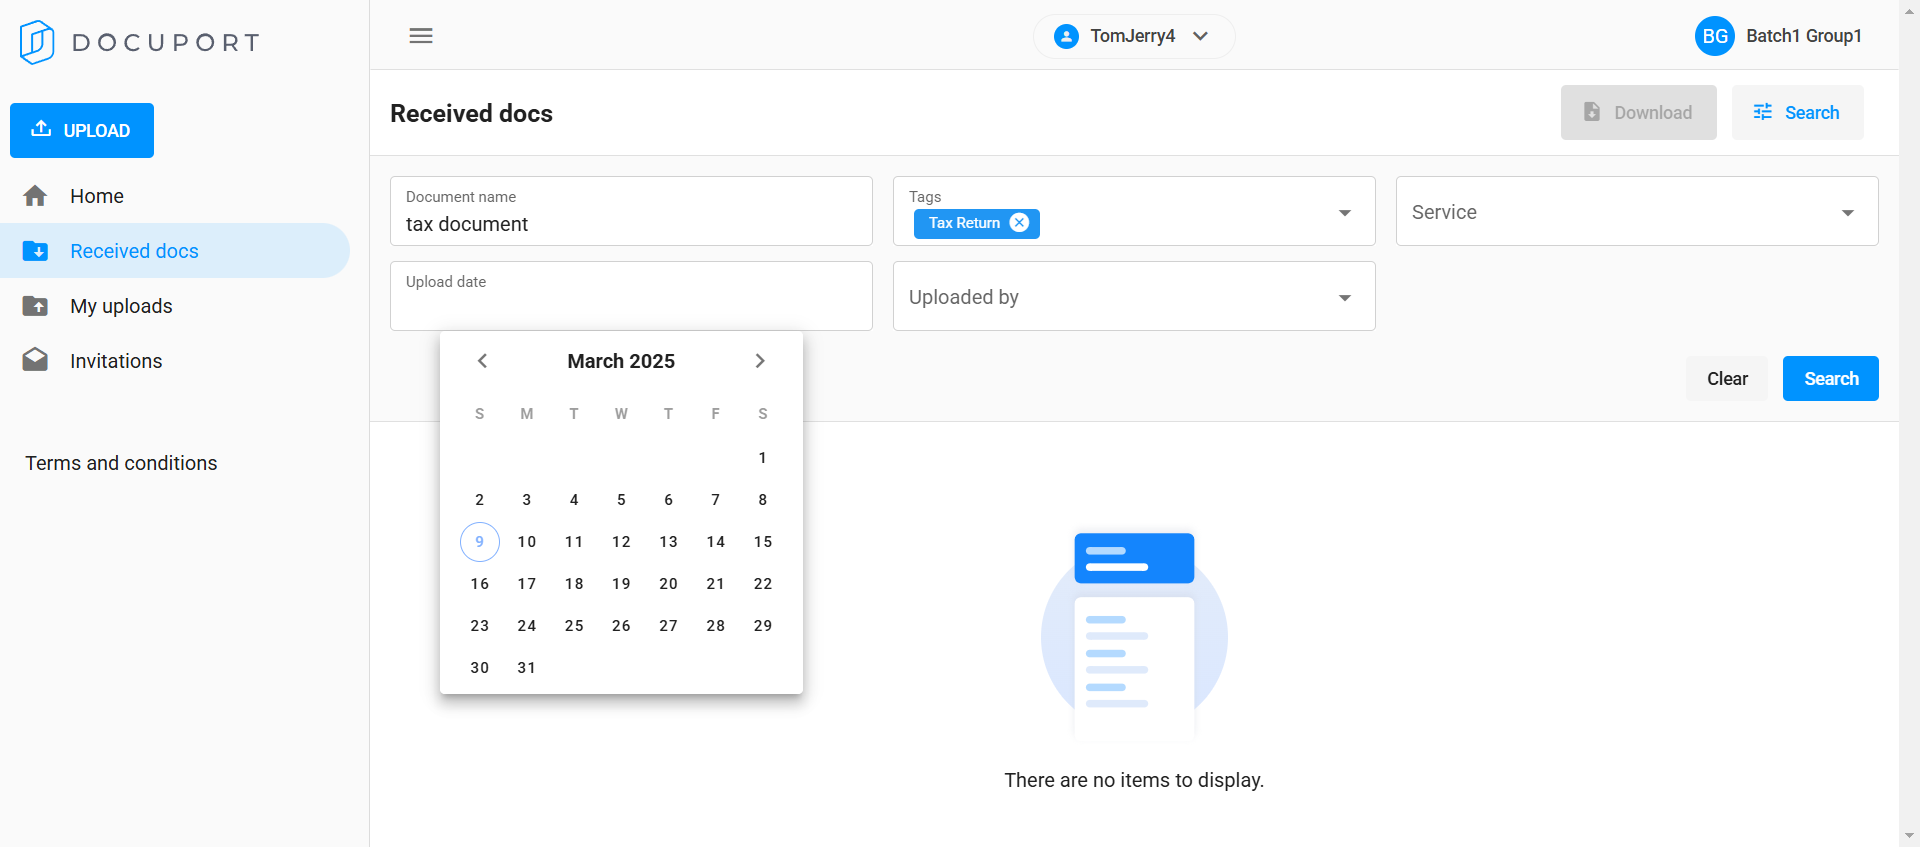 DOCUPORT
TomJerry4
BG Batch1 Group1
UPLOAD
Home
Received docs
My uploads
Invitations
Terms and conditions
Received docs
Download
Search
Document name
tax document
Tags
Tax Return
Service
Upload date
Uploaded by
Clear
Search
March 2025
S M T W T F S
1
2 3 4 5 6 7 8
9 10 11 12 13 14 15
16 17 18 19 20 21 22
23 24 25 26 27 28 29
30 31
There are no items to display.